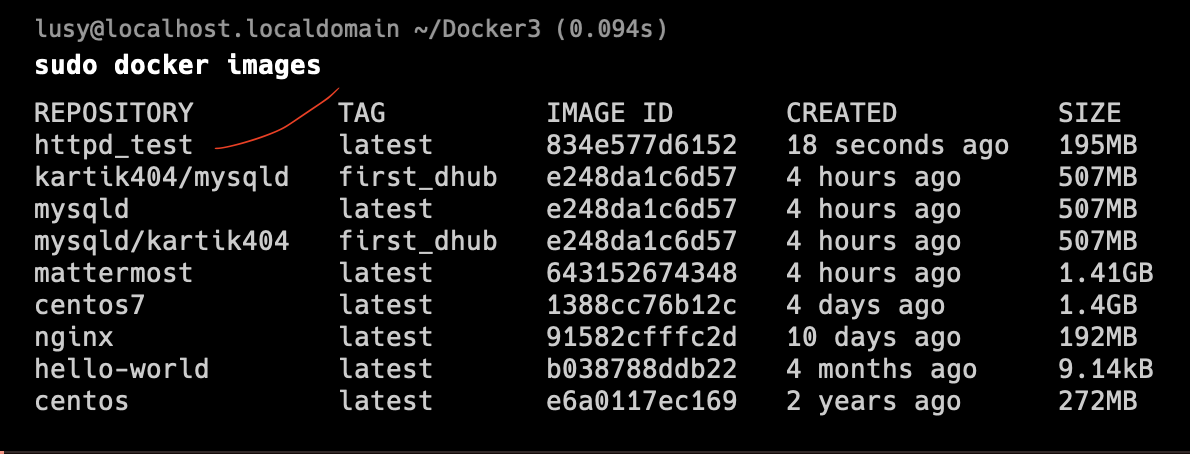 lusy@localhost.localdomain ~/Docker3 (0.094s)
sudo docker images
REPOSITORY TAG IMAGE ID CREATED SIZE
httpd_test latest 834e577d6152 18 seconds ago 195MB
kartik404/mysqld first_dhub e248da1c6d57 4 hours ago 507MB
mysqld latest e248da1c6d57 4 hours ago 507MB
mysqld/kartik404 first_dhub e248da1c6d57 4 hours ago 507MB
mattermost latest 643152674348 4 hours ago 1.41GB
centos7 latest 1388cc76b12c 4 days ago 1.4GB
nginx latest 91582cfffc2d 10 days ago 192MB
hello-world latest b038788ddb22 4 months ago 9.14kB
centos latest e6a0117ec169 2 years ago 272MB